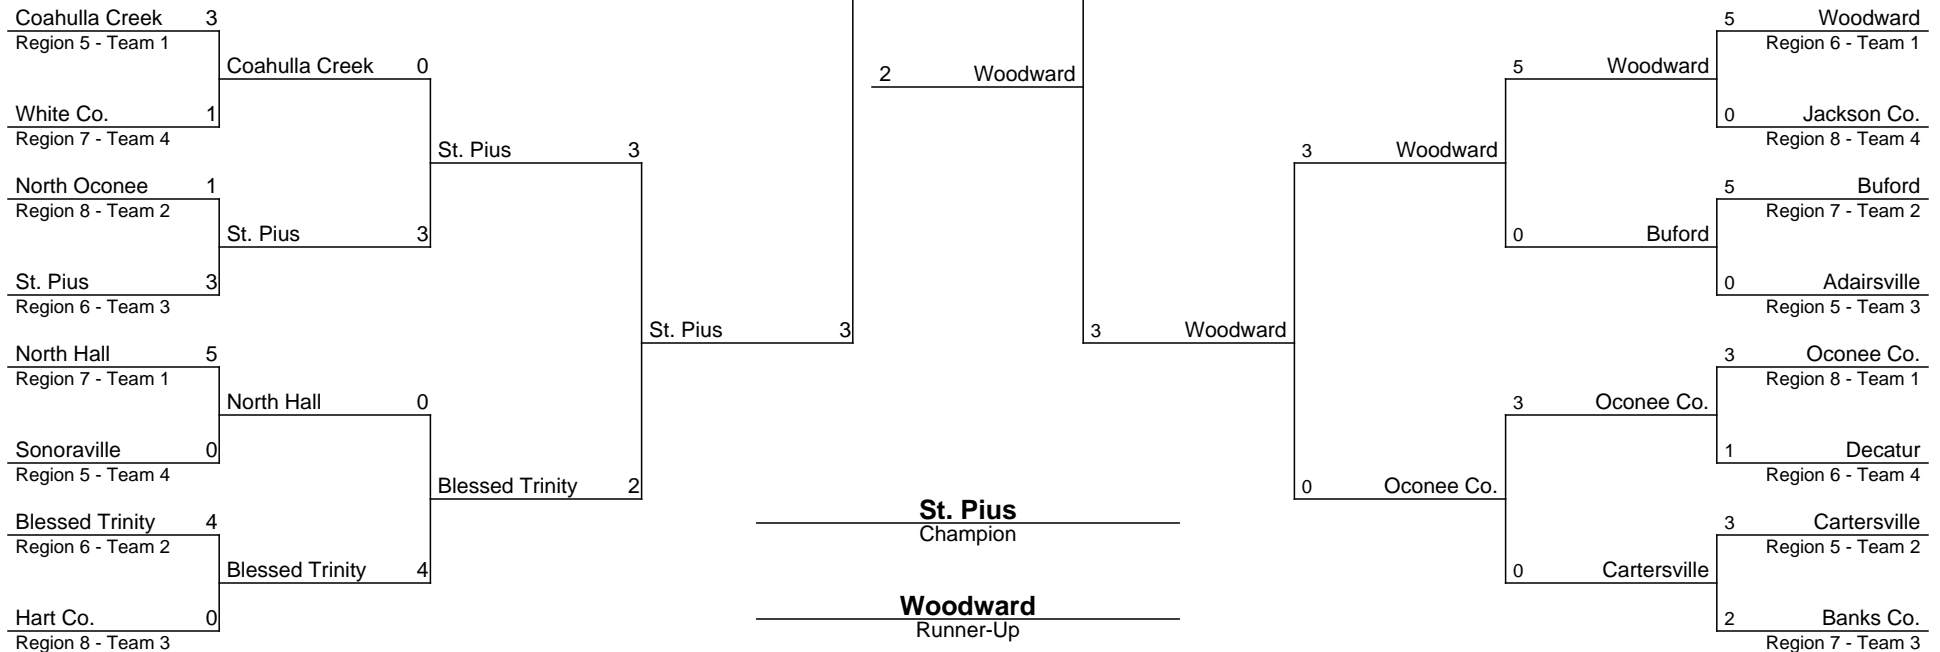 Coahulla Creek 3
Region 5 - Team 1
Coahulla Creek 0
White Co. 1
Region 7 - Team 4
St. Pius 3
North Oconee 1
Region 8 - Team 2
St. Pius 3
St. Pius 3
Region 6 - Team 3
St. Pius 3
North Hall 5
Region 7 - Team 1
North Hall 0
Sonoraville 0
Region 5 - Team 4
Blessed Trinity 2
Blessed Trinity 4
Region 6 - Team 2
Blessed Trinity 4
Hart Co. 0
Region 8 - Team 3
2 Woodward
3 Woodward
St. Pius
Champion
Woodward
Runner-Up
5 Woodward
Region 6 - Team 1
5 Woodward
0 Jackson Co.
Region 8 - Team 4
3 Woodward
5 Buford
Region 7 - Team 2
0 Buford
0 Adairsville
Region 5 - Team 3
3 Oconee Co.
Region 8 - Team 1
3 Oconee Co.
1 Decatur
Region 6 - Team 4
0 Oconee Co.
3 Cartersville
Region 5 - Team 2
0 Cartersville
2 Banks Co.
Region 7 - Team 3